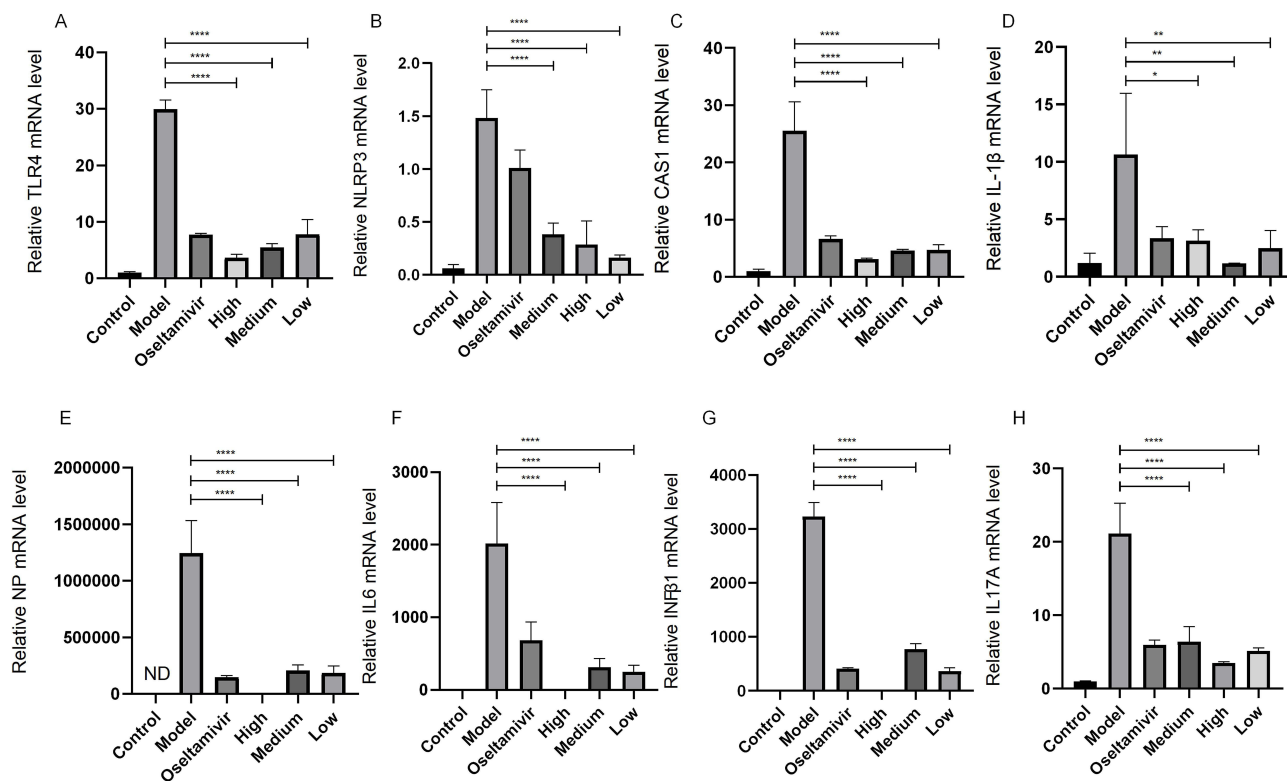 A
Relative TLR4 mRNA level
****
****
****
40
30
20
10
0
Control
Model
Oseltamivir
High
Medium
Low
B
Relative NLRP3 mRNA level
****
****
****
2.0
1.5
1.0
0.5
0.0
Control
Model
Oseltamivir
Medium
High
Low
C
Relative CAS1 mRNA level
****
****
****
40
30
20
10
0
Control
Model
Oseltamivir
High
Medium
Low
D
Relative IL-1β mRNA level
**
**
*
20
15
10
5
0
Control
Model
Oseltamivir
High
Medium
Low
E
Relative NP mRNA level
****
****
****
2000000
1500000
1000000
500000
0
ND
Control
Model
Oseltamivir
High
Medium
Low
F
Relative IL6 mRNA level
****
****
****
3000
2000
1000
0
Control
Model
Oseltamivir
High
Medium
Low
G
Relative INFβ1 mRNA level
****
****
****
4000
3000
2000
1000
0
Control
Model
Oseltamivir
High
Medium
Low
H
Relative IL17A mRNA level
****
****
****
30
20
10
0
Control
Model
Oseltamivir
Medium
High
Low